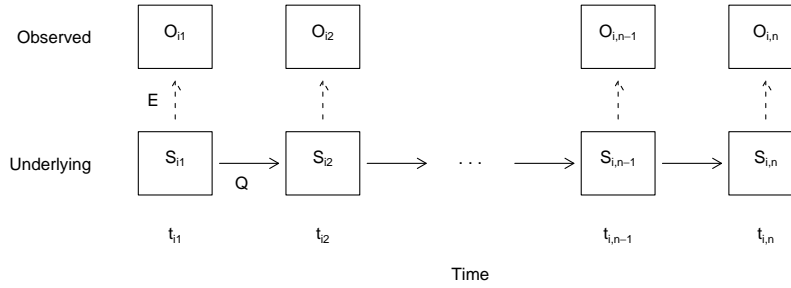 Observed O_i1 O_i2 O_i,n−1 O_i,n
E
Underlying S_i1 S_i2 . . . S_i,n−1 S_i,n
Q
t_i1 t_i2 t_i,n−1 t_i,n
Time